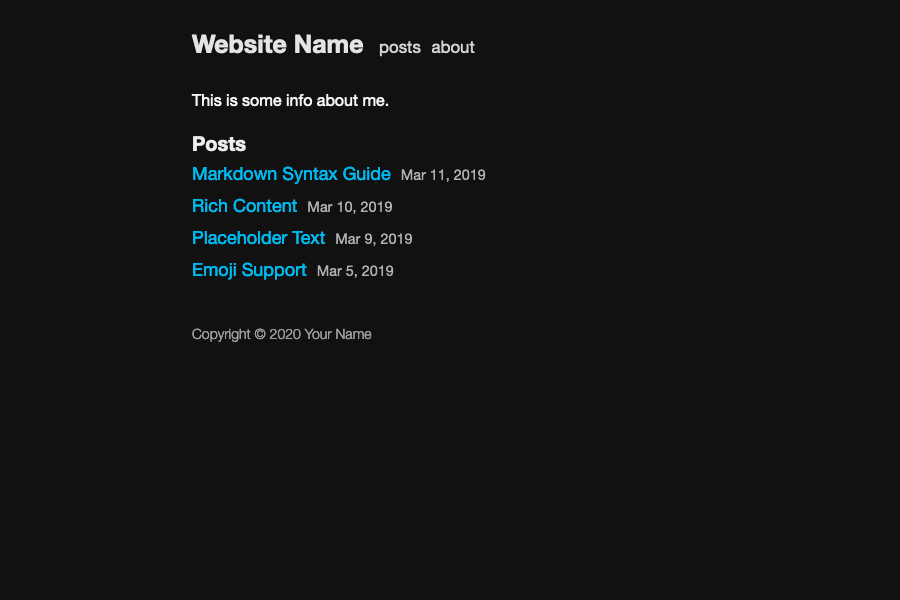 Website Name posts about
This is some info about me.
Posts
Markdown Syntax Guide Mar 11, 2019
Rich Content Mar 10, 2019
Placeholder Text Mar 9, 2019
Emoji Support Mar 5, 2019
Copyright © 2020 Your Name